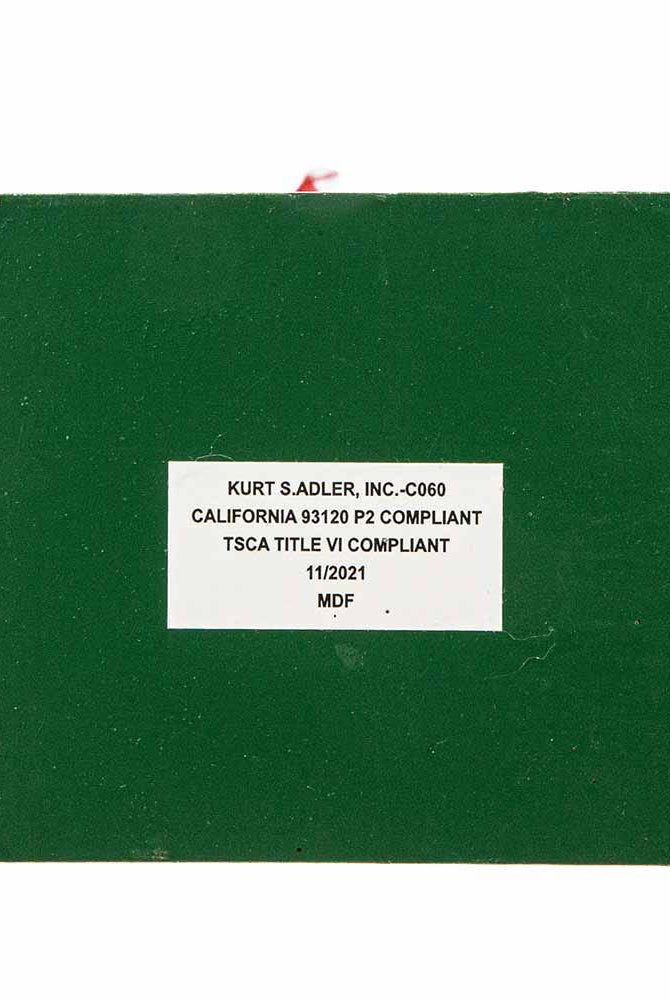 KURT S.ADLER, INC.-C060
CALIFORNIA 93120 P2 COMPLIANT
TSCA TITLE VI COMPLIANT
11/2021
MDF